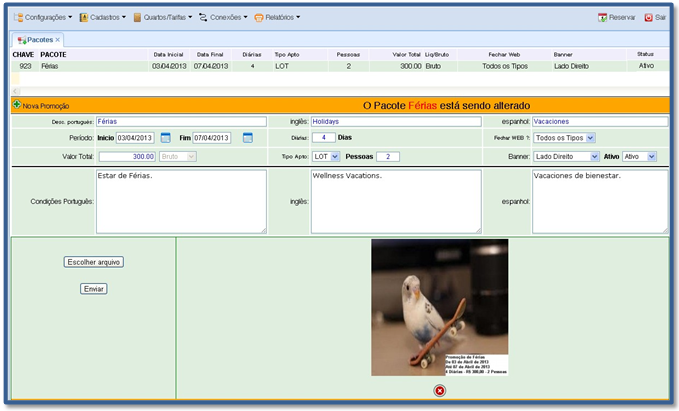 Configurações Cadastros Quartos/Tarifas Conexões Relatórios Reservar Sair
Pacotes
CHAVE PACOTE Data Inicial Data Final Diárias Tipo Apto Pessoas Valor Total Liq/Bruto Fechar Web Banner Status
923 Férias 03/04/2013 07/04/2013 4 LOT 2 300.00 Bruto Todos os Tipos Lado Direito Ativo
Nova Promoção O Pacote Férias está sendo alterado
Desc. português: Férias inglês: Holidays espanhol: Vacaciones
Período: Início 03/04/2013 Fim 07/04/2013 Diárias: 4 Dias Fechar WEB ?: Todos os Tipos
Valor Total: 300.00 Bruto Tipo Apto: LOT Pessoas 2 Banner: Lado Direito Ativo Ativo
Condições Português: Estar de Férias. inglês: Wellness Vacations. espanhol: Vacaciones de bienestar.
Escolher arquivo
Enviar
Promoção de Férias
De 03 de Abril de 2013
Até 07 de Abril de 2013
4 Diárias - R$ 300,00 - 2 Pessoas